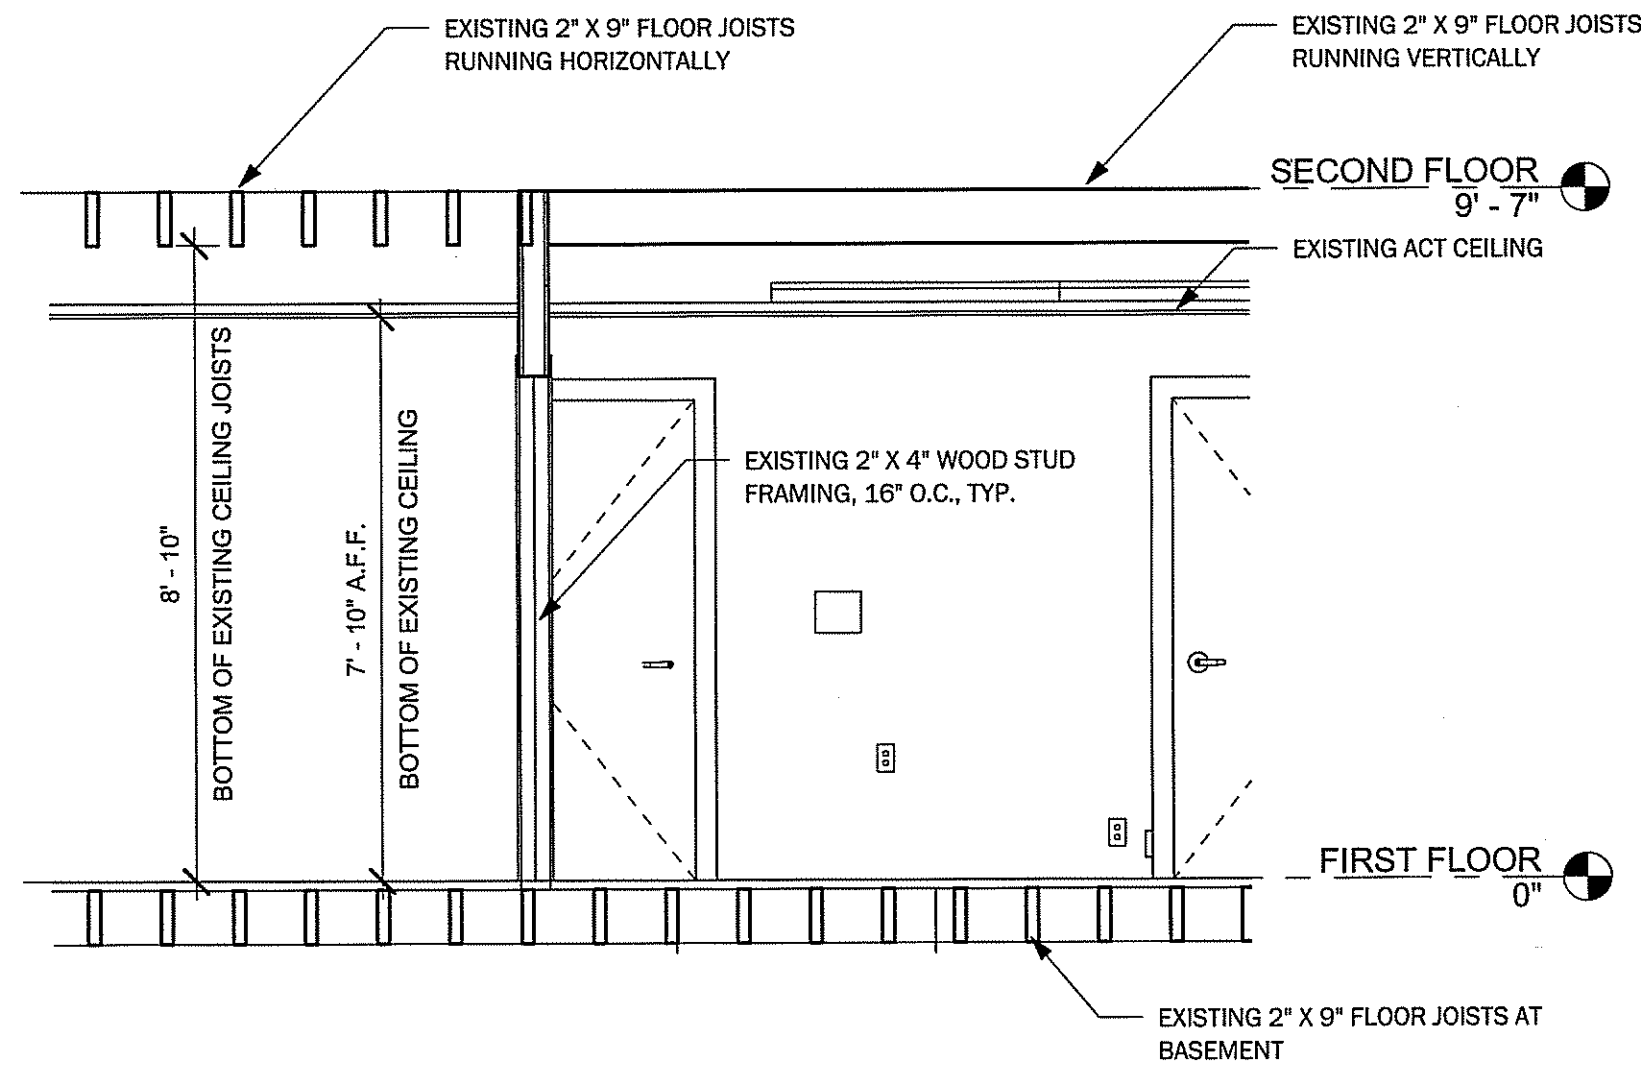 EXISTING 2" X 9" FLOOR JOISTS
RUNNING HORIZONTALLY
EXISTING 2" X 9" FLOOR JOISTS
RUNNING VERTICALLY
SECOND FLOOR
9' - 7"
EXISTING ACT CEILING
8' - 10"
BOTTOM OF EXISTING CEILING JOISTS
7' - 10" A.F.F.
BOTTOM OF EXISTING CEILING
EXISTING 2" X 4" WOOD STUD
FRAMING, 16" O.C., TYP.
FIRST FLOOR
0"
EXISTING 2" X 9" FLOOR JOISTS AT
BASEMENT